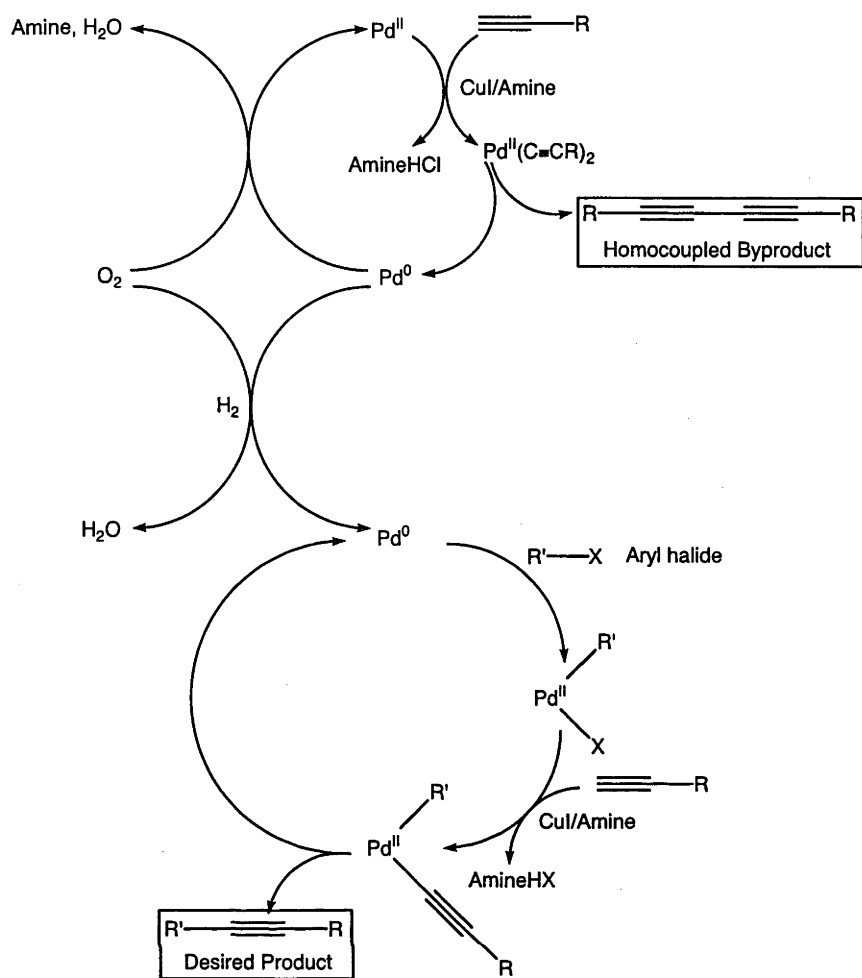 Amine, H₂O
Pdᴵᴵ
R
CuI/Amine
AmineHCl
Pdᴵᴵ(C≡CR)₂
R R
Homocoupled Byproduct
O₂
Pd⁰
H₂
H₂O
Pd⁰
R'—X Aryl halide
R'
Pdᴵᴵ
X
R
R'
CuI/Amine
Pdᴵᴵ
AmineHX
R' R
Desired Product
R